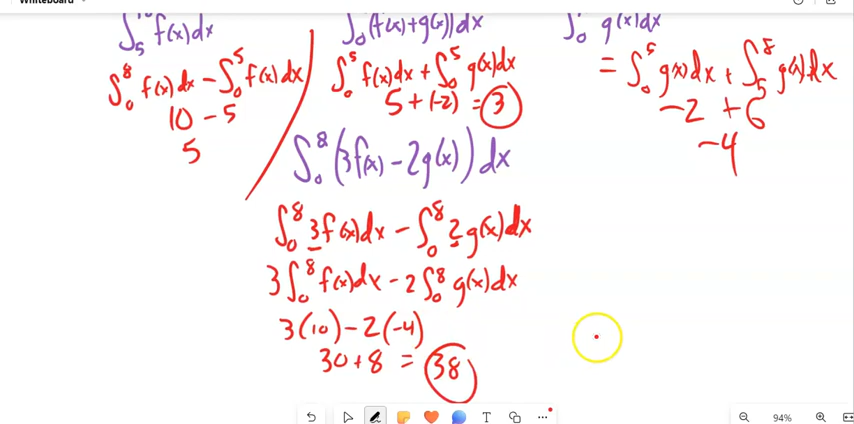 Whiteboard
∫₅ f(x)dx
∫₀ (f(x)+g(x))dx
∫₀ g(x)dx
∫₀⁸ f(x)dx − ∫₀⁵ f(x)dx
10 − 5
5
∫₀⁵ f(x)dx + ∫₀⁵ g(x)dx
5 + (-2) = 3
= ∫₀⁵ g(x)dx + ∫₅⁸ g(x)dx
−2 + 6
−4
∫₀⁸ (3f(x) − 2g(x)) dx
∫₀⁸ 3f(x)dx − ∫₀⁸ 2g(x)dx
3∫₀⁸ f(x)dx − 2∫₀⁸ g(x)dx
3(10) − 2(-4)
30 + 8 = 38
T
94%